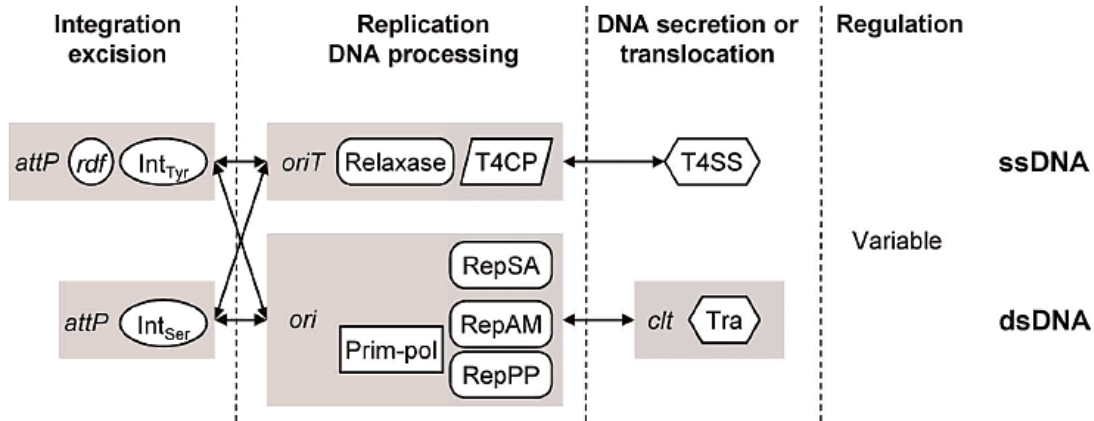 Integration
excision
Replication
DNA processing
DNA secretion or
translocation
Regulation
attP rdf IntTyr
oriT Relaxase T4CP
T4SS
ssDNA
Variable
attP IntSer
ori
RepSA
RepAM
Prim-pol
RepPP
clt Tra
dsDNA